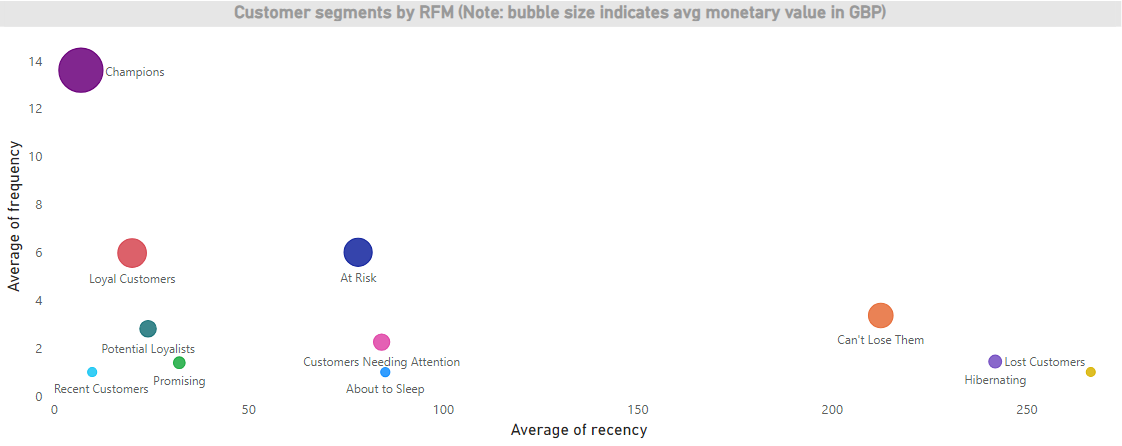 Customer segments by RFM (Note: bubble size indicates avg monetary value in GBP)
14
Champions
12
10
8
6
4
2
0
Average of frequency
Loyal Customers
At Risk
Potential Loyalists
Customers Needing Attention
Can't Lose Them
Promising
Recent Customers
About to Sleep
Lost Customers
Hibernating
0
50
100
150
200
250
Average of recency